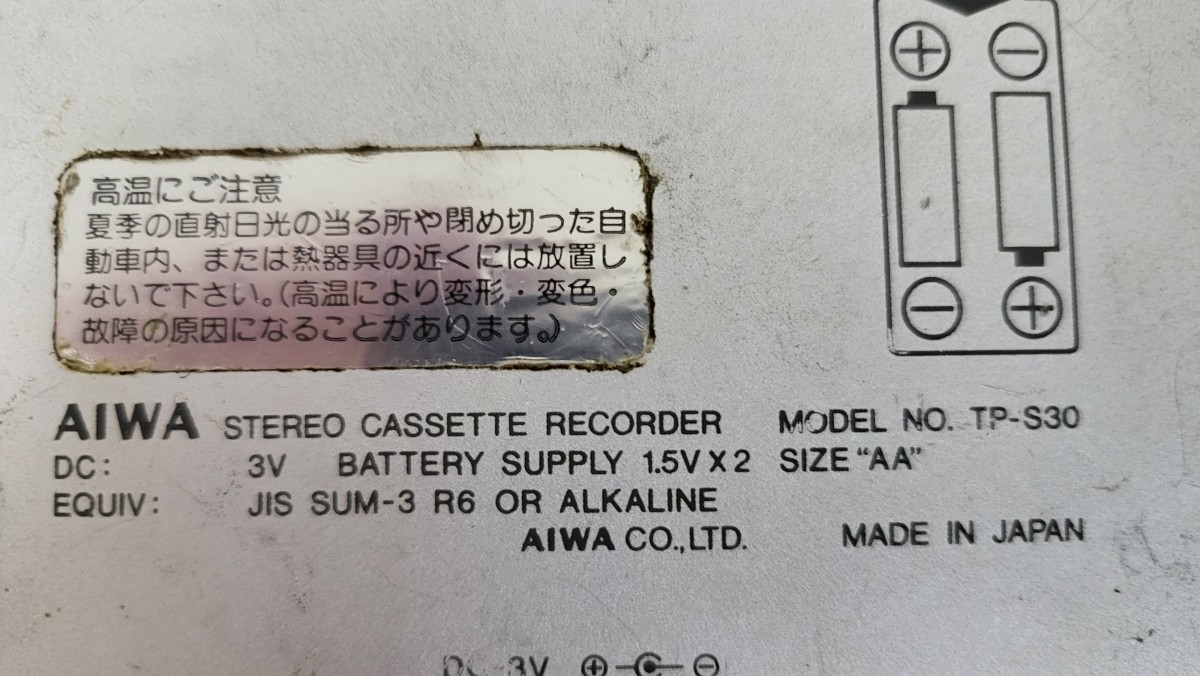 高温にご注意
夏季の直射日光の当る所や閉め切った自
動車内、または熱器具の近くには放置し
ないで下さい。(高温により変形・変色・
故障の原因になることがあります。)
AIWA STEREO CASSETTE RECORDER MODEL NO. TP-S30
DC: 3V BATTERY SUPPLY 1.5V X 2 SIZE “AA”
EQUIV: JIS SUM-3 R6 OR ALKALINE
AIWA CO.,LTD. MADE IN JAPAN
DC 3V